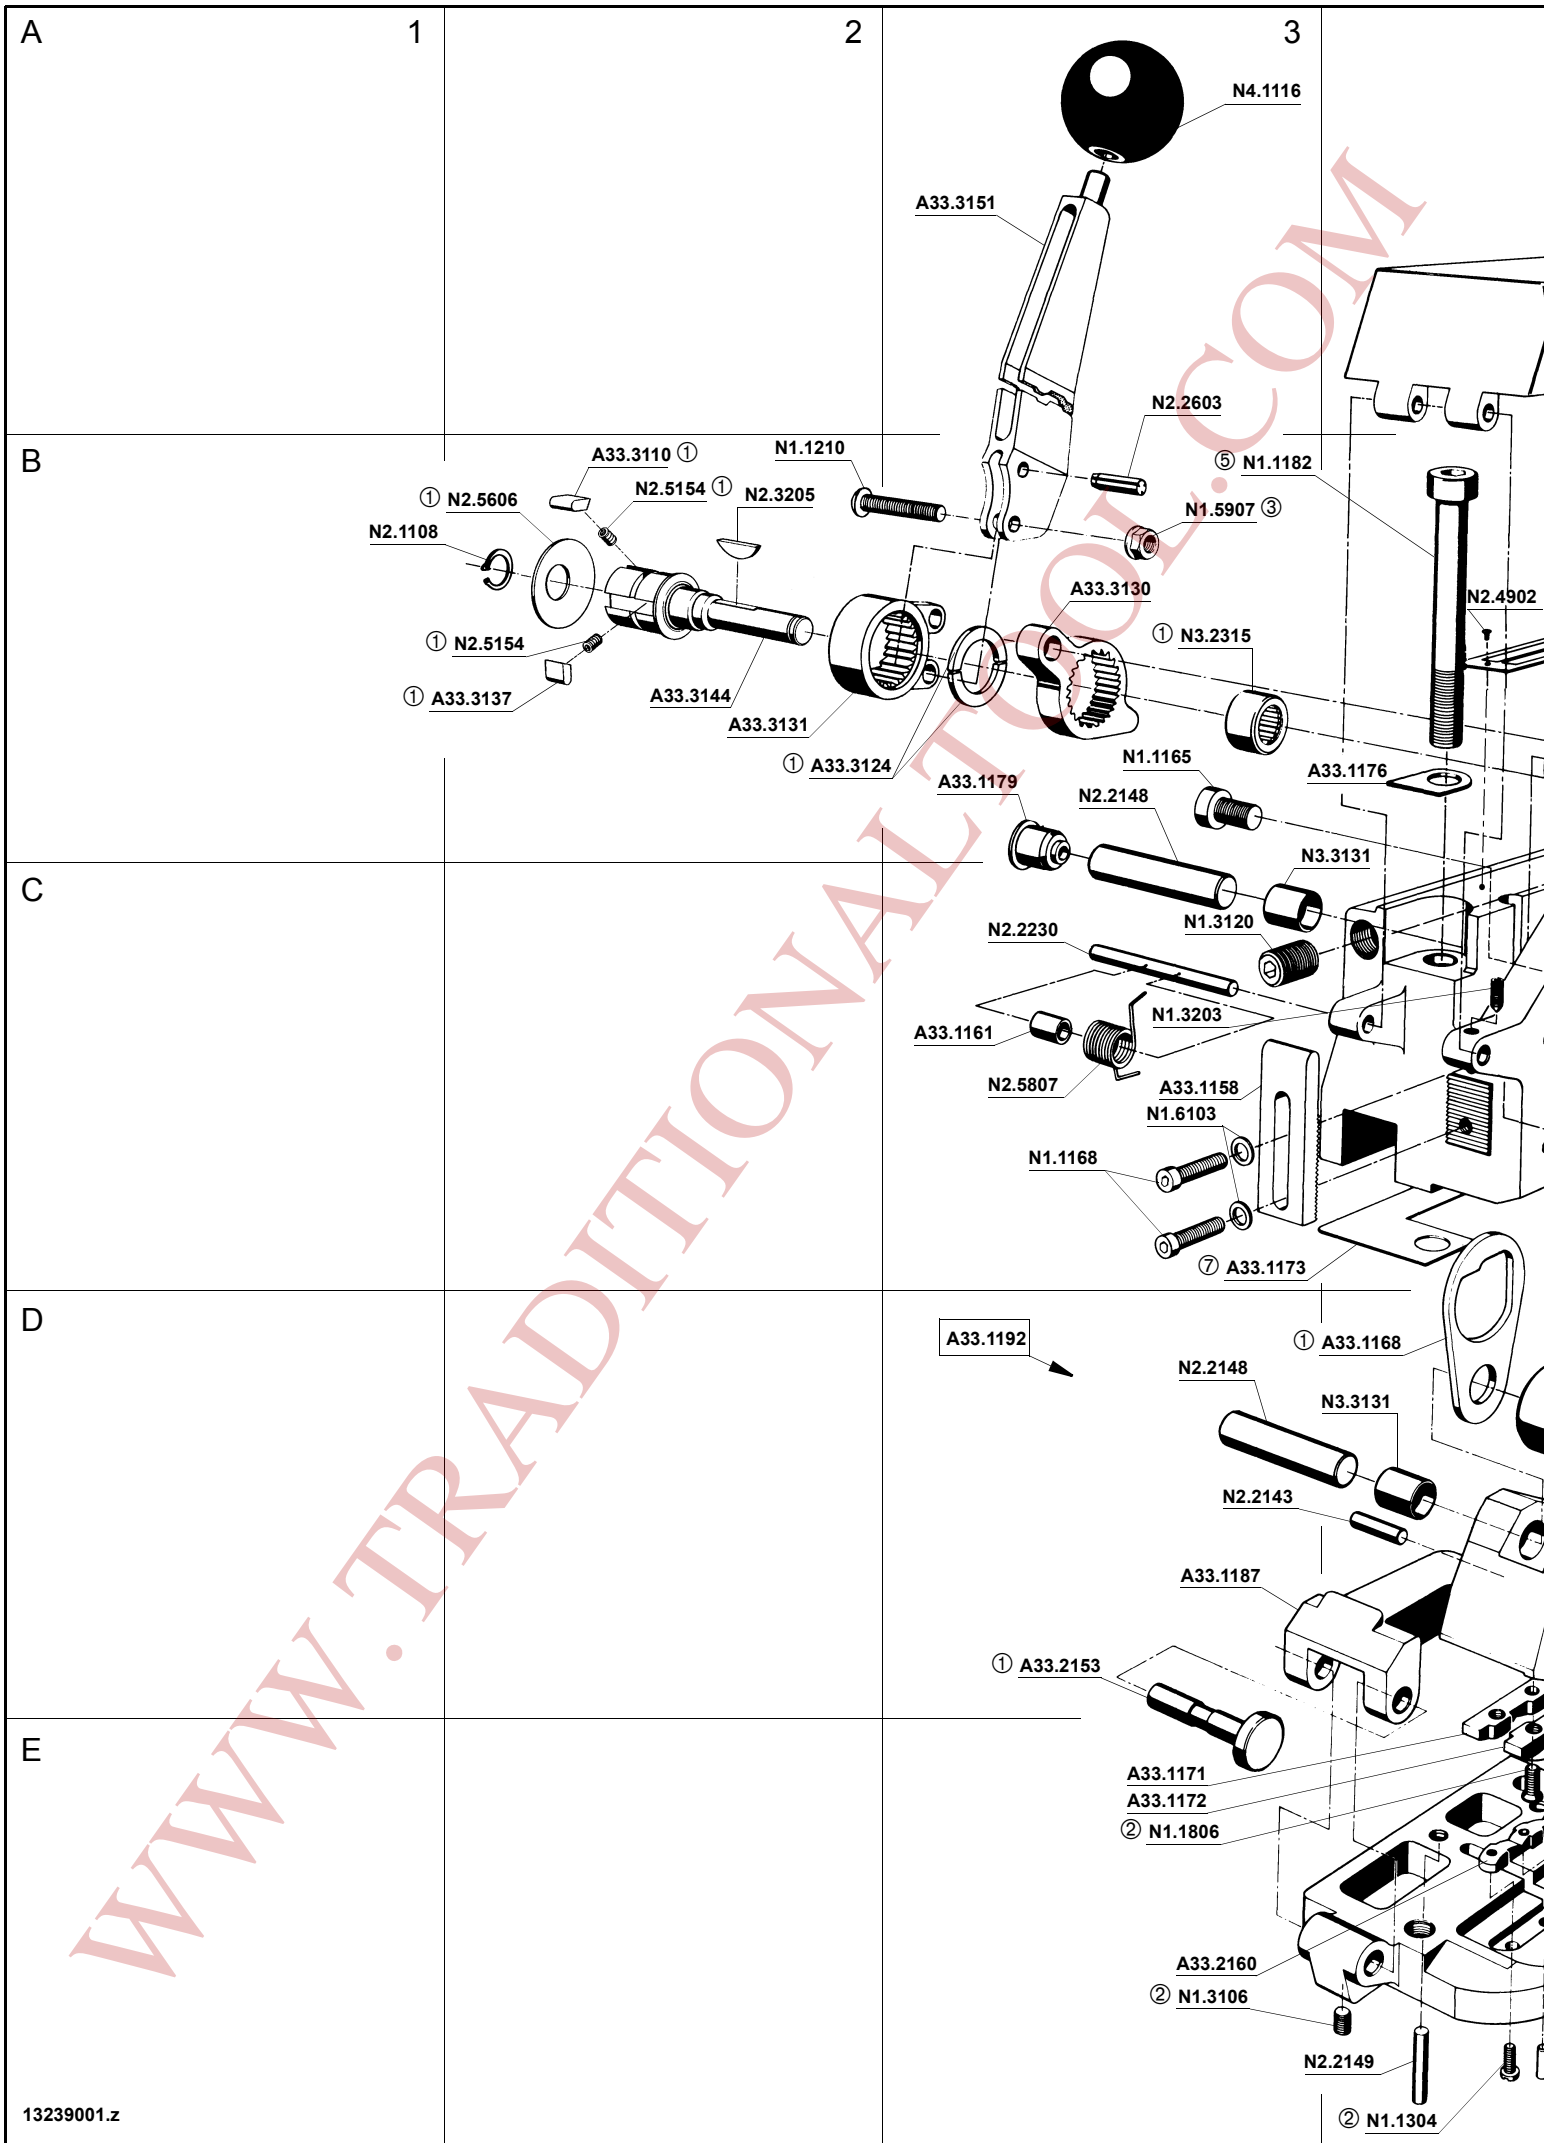 A 1 2 3
N4.1116
A33.3151
N2.2603
B
A33.3110 ①
N1.1210
⑤ N1.1182
① N2.5606
N2.5154 ①
N2.3205
N1.5907 ③
N2.1108
A33.3130
N2.4902
① N2.5154
① N3.2315
① A33.3137
A33.3144
A33.3131
① A33.3124
N1.1165
A33.1176
A33.1179
N2.2148
C
N3.3131
N2.2230
N1.3120
A33.1161
N1.3203
N2.5807
A33.1158
N1.6103
N1.1168
⑦ A33.1173
D
A33.1192
① A33.1168
N2.2148
N3.3131
N2.2143
A33.1187
① A33.2153
E
A33.1171
A33.1172
② N1.1806
A33.2160
② N1.3106
N2.2149
② N1.1304
13239001.z
WWW.TRADITIONALTOOL.COM